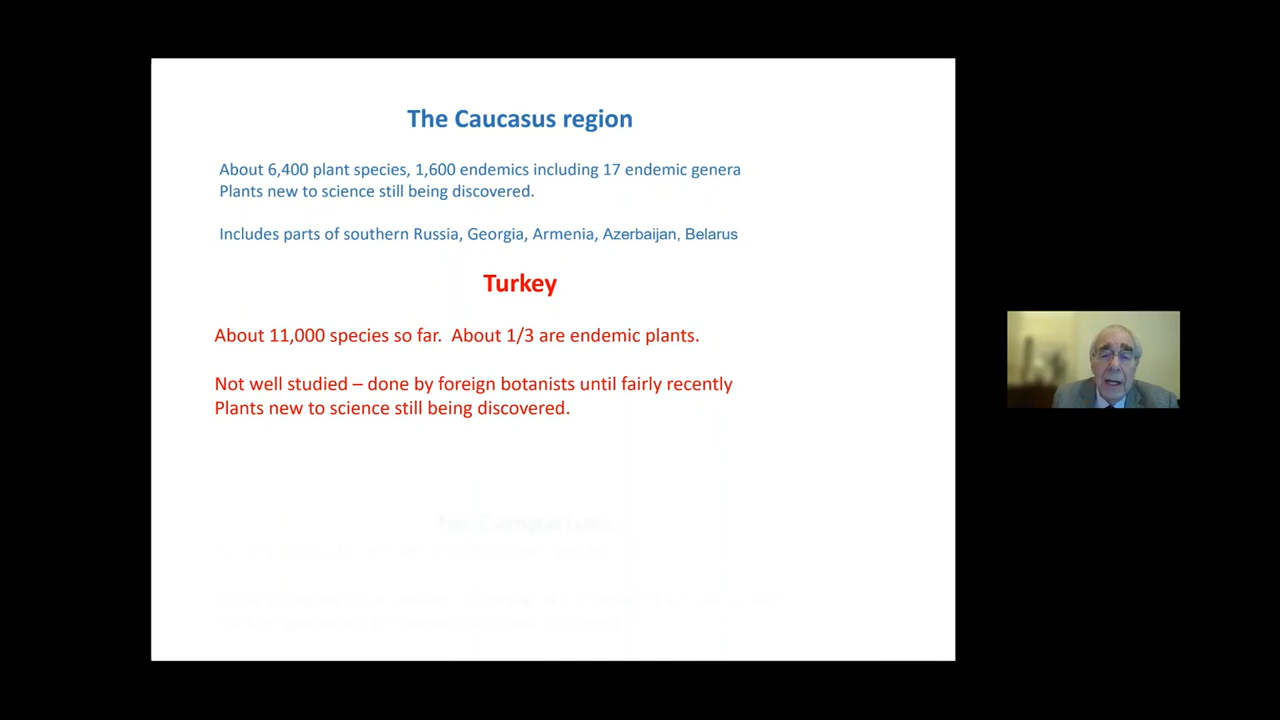 The Caucasus region
About 6,400 plant species, 1,600 endemics including 17 endemic genera
Plants new to science still being discovered.
Includes parts of southern Russia, Georgia, Armenia, Azerbaijan, Belarus
Turkey
About 11,000 species so far.  About 1/3 are endemic plants.
Not well studied – done by foreign botanists until fairly recently
Plants new to science still being discovered.